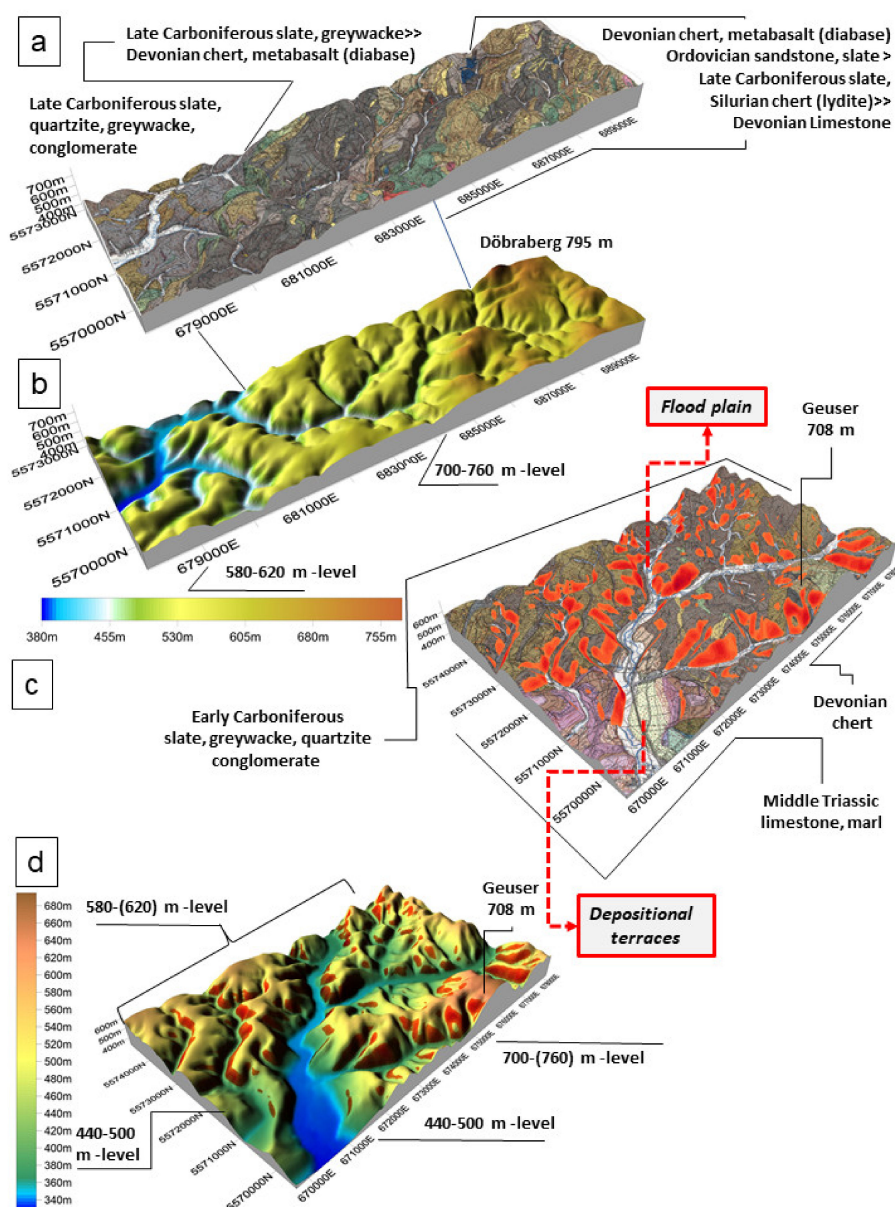 a
Late Carboniferous slate, greywacke>>
Devonian chert, metabasalt (diabase)
Late Carboniferous slate,
quartzite, greywacke,
conglomerate
Devonian chert, metabasalt (diabase)
Ordovician sandstone, slate >
Late Carboniferous slate,
Silurian chert (lydite)>>
Devonian Limestone
700m
600m
500m
400m
5573000N
5572000N
5571000N
5570000N
679000E
681000E
683000E
685000E
687000E
689000E
Döbraberg 795 m
b
700m
600m
500m
400m
5573000N
5572000N
5571000N
5570000N
679000E
681000E
683000E
685000E
687000E
689000E
700-760 m -level
580-620 m -level
380m
455m
530m
605m
680m
755m
c
Flood plain
Geuser
708 m
600m
500m
400m
5574000N
5573000N
5572000N
5571000N
5570000N
670000E
671000E
672000E
673000E
674000E
675000E
676000E
677000E
Early Carboniferous
slate, greywacke, quartzite
conglomerate
Devonian
chert
Middle Triassic
limestone, marl
Depositional
terraces
d
580-(620) m -level
Geuser
708 m
680m
660m
640m
620m
600m
580m
560m
540m
520m
500m
480m
460m
440m
420m
400m
380m
360m
340m
600m
500m
400m
5574000N
5573000N
5572000N
5571000N
5570000N
670000E
671000E
672000E
673000E
674000E
675000E
676000E
677000E
700-(760) m -level
440-500
m -level
440-500 m -level